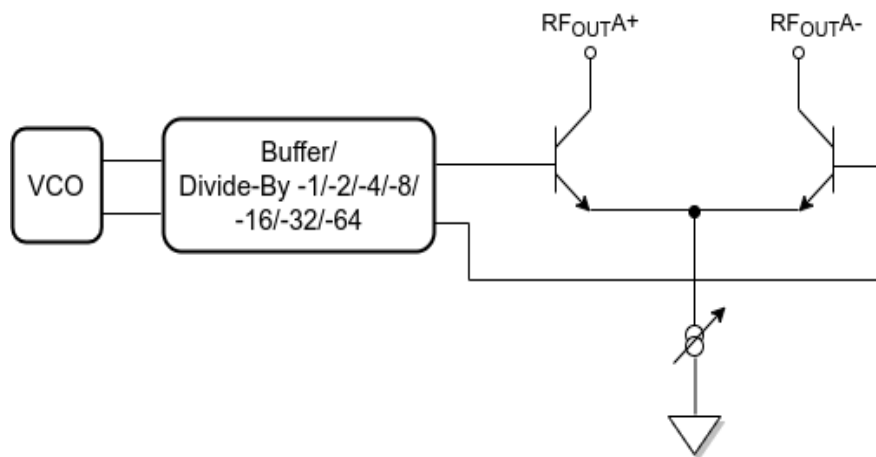 RFOUTA+
RFOUTA-
VCO
Buffer/
Divide-By -1/-2/-4/-8/
-16/-32/-64